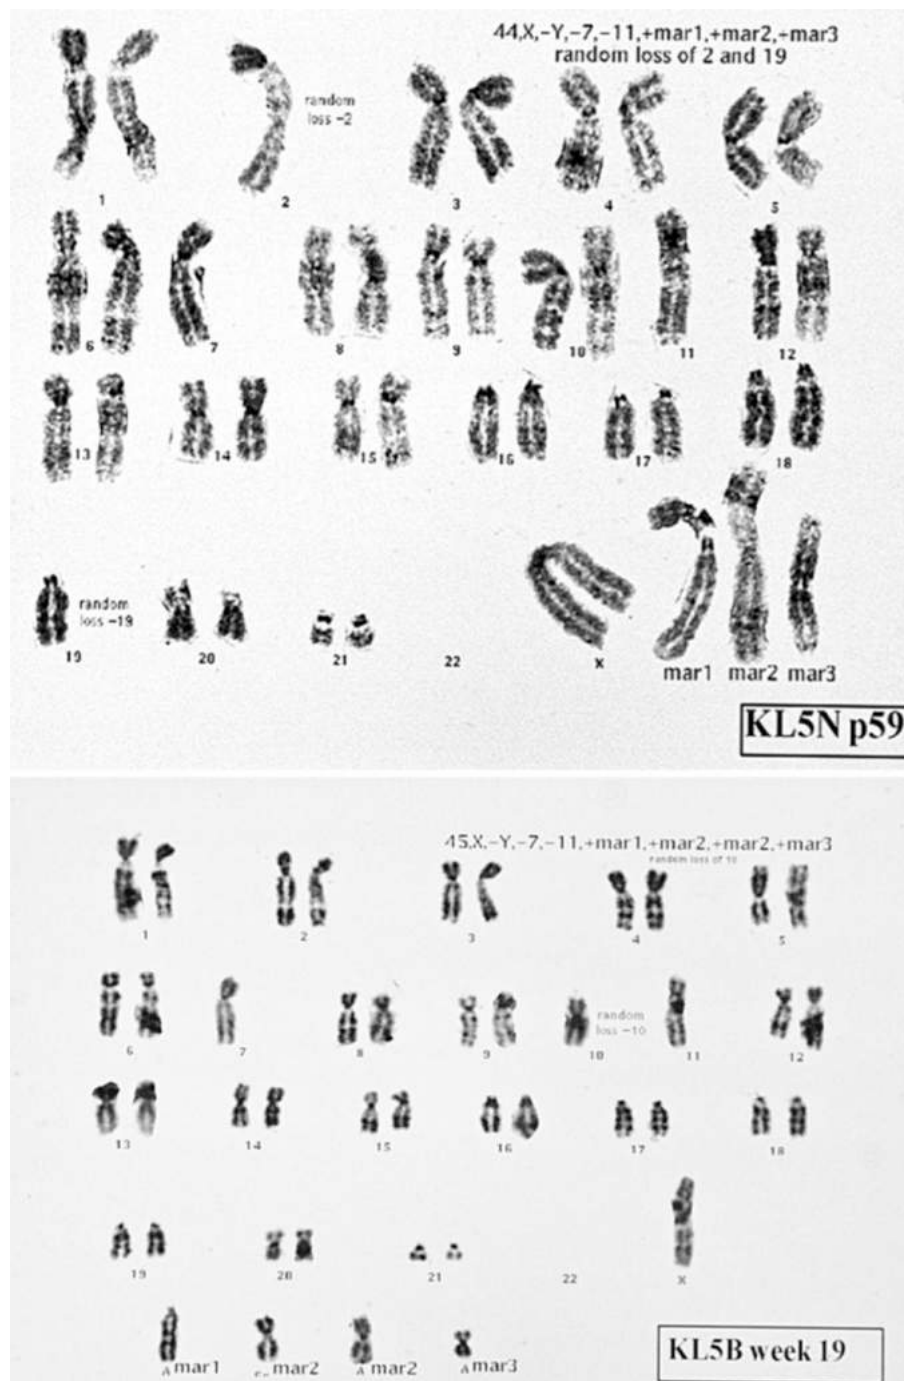 44,X,-Y,-7,-11,+mar1,+mar2,+mar3
random loss of 2 and 19
random
loss -2
1 2 3 4 5
6 7 8 9 10 11 12
13 14 15 16 17 18
random
loss -19
19 20 21 22 X
mar1 mar2 mar3
KL5N p59
45,X,-Y,-7,-11,+mar1,+mar2,+mar2,+mar3
random loss of 10
1 2 3 4 5
random
loss -10
6 7 8 9 10 11 12
13 14 15 16 17 18
19 20 21 22 X
mar1 mar2 mar2 mar3
KL5B week 19